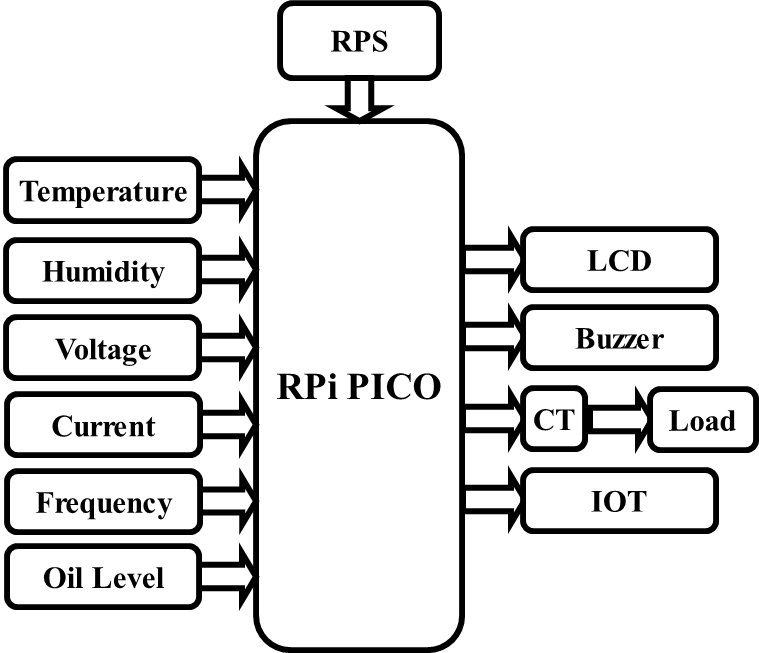 RPS
Temperature
Humidity
Voltage
Current
Frequency
Oil Level
RPi PICO
LCD
Buzzer
CT
Load
IOT